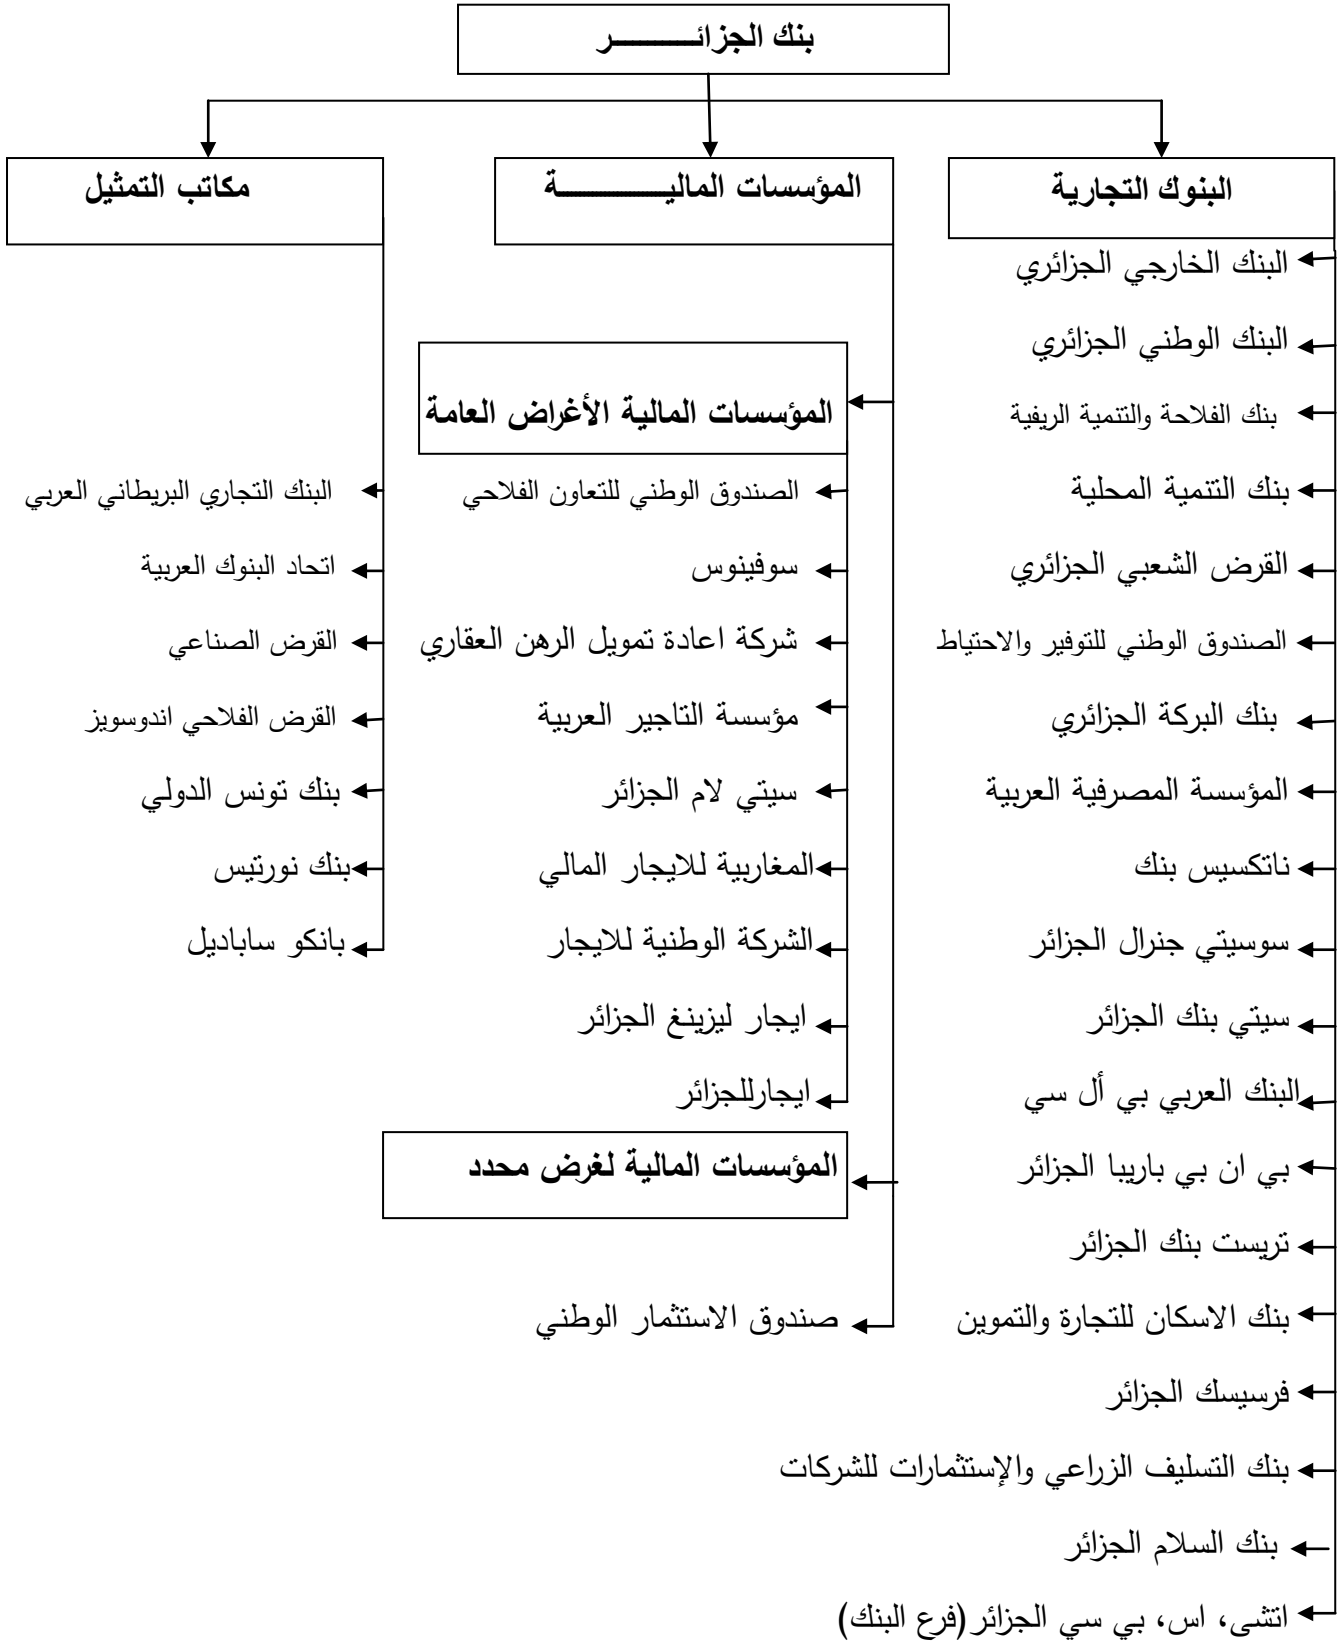 بنك الجزائـــــــــــر
البنوك التجارية
البنك الخارجي الجزائري
البنك الوطني الجزائري
بنك الفلاحة والتنمية الريفية
بنك التنمية المحلية
القرض الشعبي الجزائري
الصندوق الوطني للتوفير والاحتياط
بنك البركة الجزائري
المؤسسة المصرفية العربية
ناتكسيس بنك
سوسيتي جنرال الجزائر
سيتي بنك الجزائر
البنك العربي بي أل سي
بي ان بي باريبا الجزائر
تريست بنك الجزائر
بنك الاسكان للتجارة والتموين
فرسيسك الجزائر
بنك التسليف الزراعي والإستثمارات للشركات
بنك السلام الجزائر
اتشى، اس، بي سي الجزائر (فرع البنك)
المؤسسات الماليـــــــــــــــة
المؤسسات المالية الأغراض العامة
الصندوق الوطني للتعاون الفلاحي
سوفينوس
شركة اعادة تمويل الرهن العقاري
مؤسسة التاجير العربية
سيتي لام الجزائر
المغاربية للايجار المالي
الشركة الوطنية للايجار
ايجار ليزينغ الجزائر
ايجارللجزائر
المؤسسات المالية لغرض محدد
صندوق الاستثمار الوطني
مكاتب التمثيل
البنك التجاري البريطاني العربي
اتحاد البنوك العربية
القرض الصناعي
القرض الفلاحي اندوسويز
بنك تونس الدولي
بنك نورتيس
بانكو ساباديل